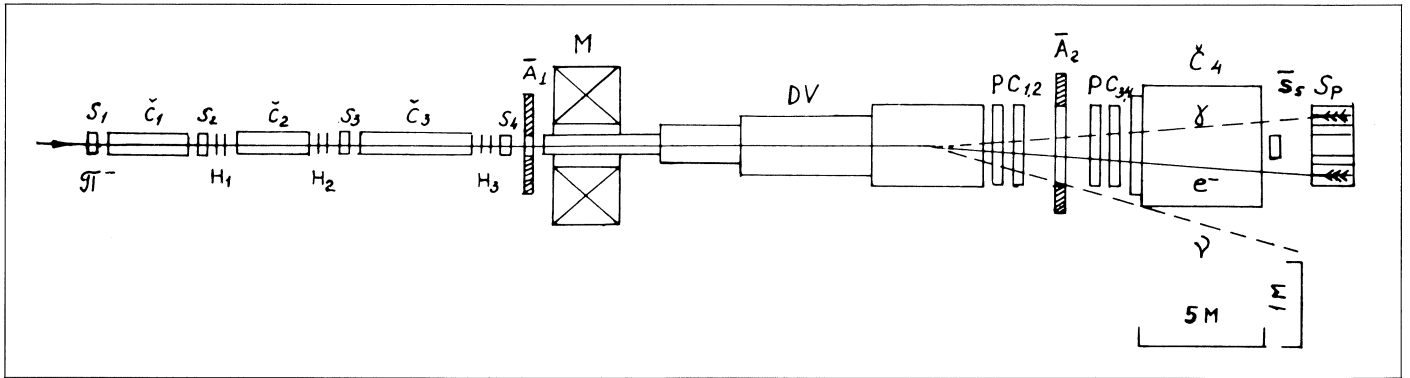 M
Ā₁ Ā₂ Č₄
DV PC₁,₂ PC₃,₄ S̄₅ Sp
S₁ Č₁ S₂ Č₂ S₃ Č₃ S₄
γ
π⁻ H₁ H₂ H₃
e⁻
ν
5 M 1 M